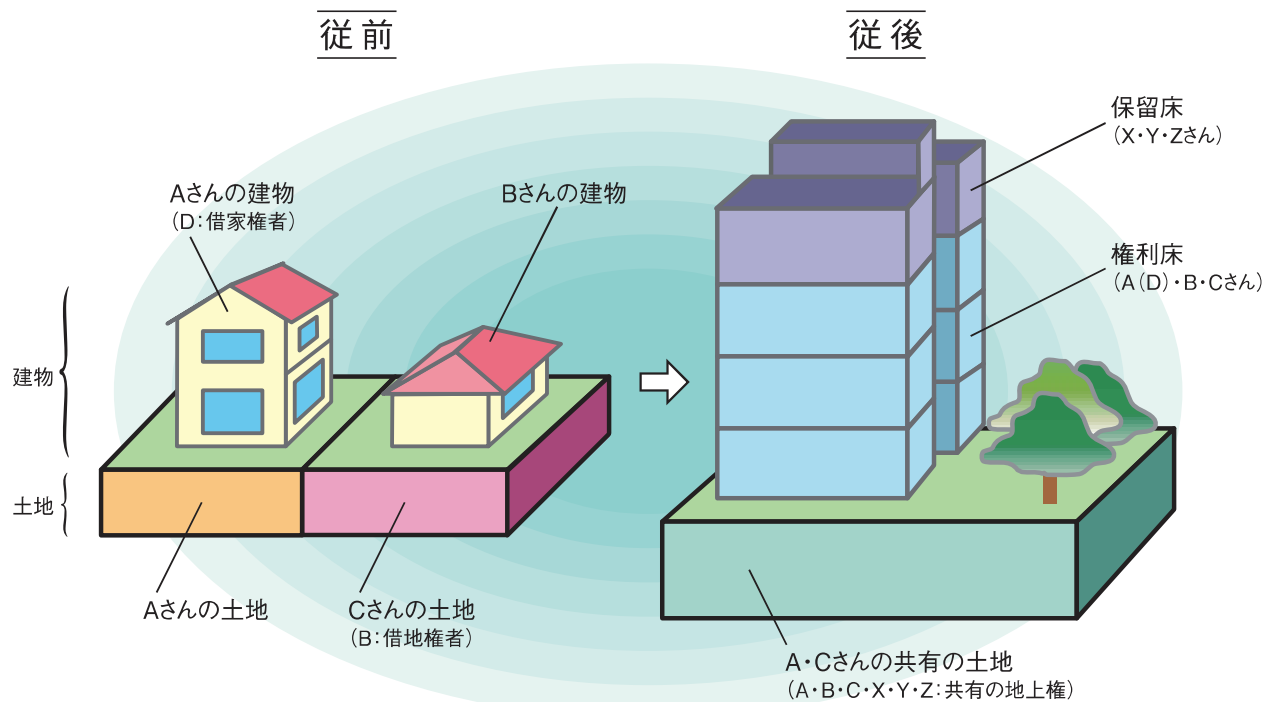 従前
従後
保留床
（X・Y・Zさん）
Aさんの建物
（D：借家権者）
Bさんの建物
権利床
（A（D）・B・Cさん）
建物
土地
Aさんの土地
Cさんの土地
（B：借地権者）
A・Cさんの共有の土地
（A・B・C・X・Y・Z：共有の地上権）